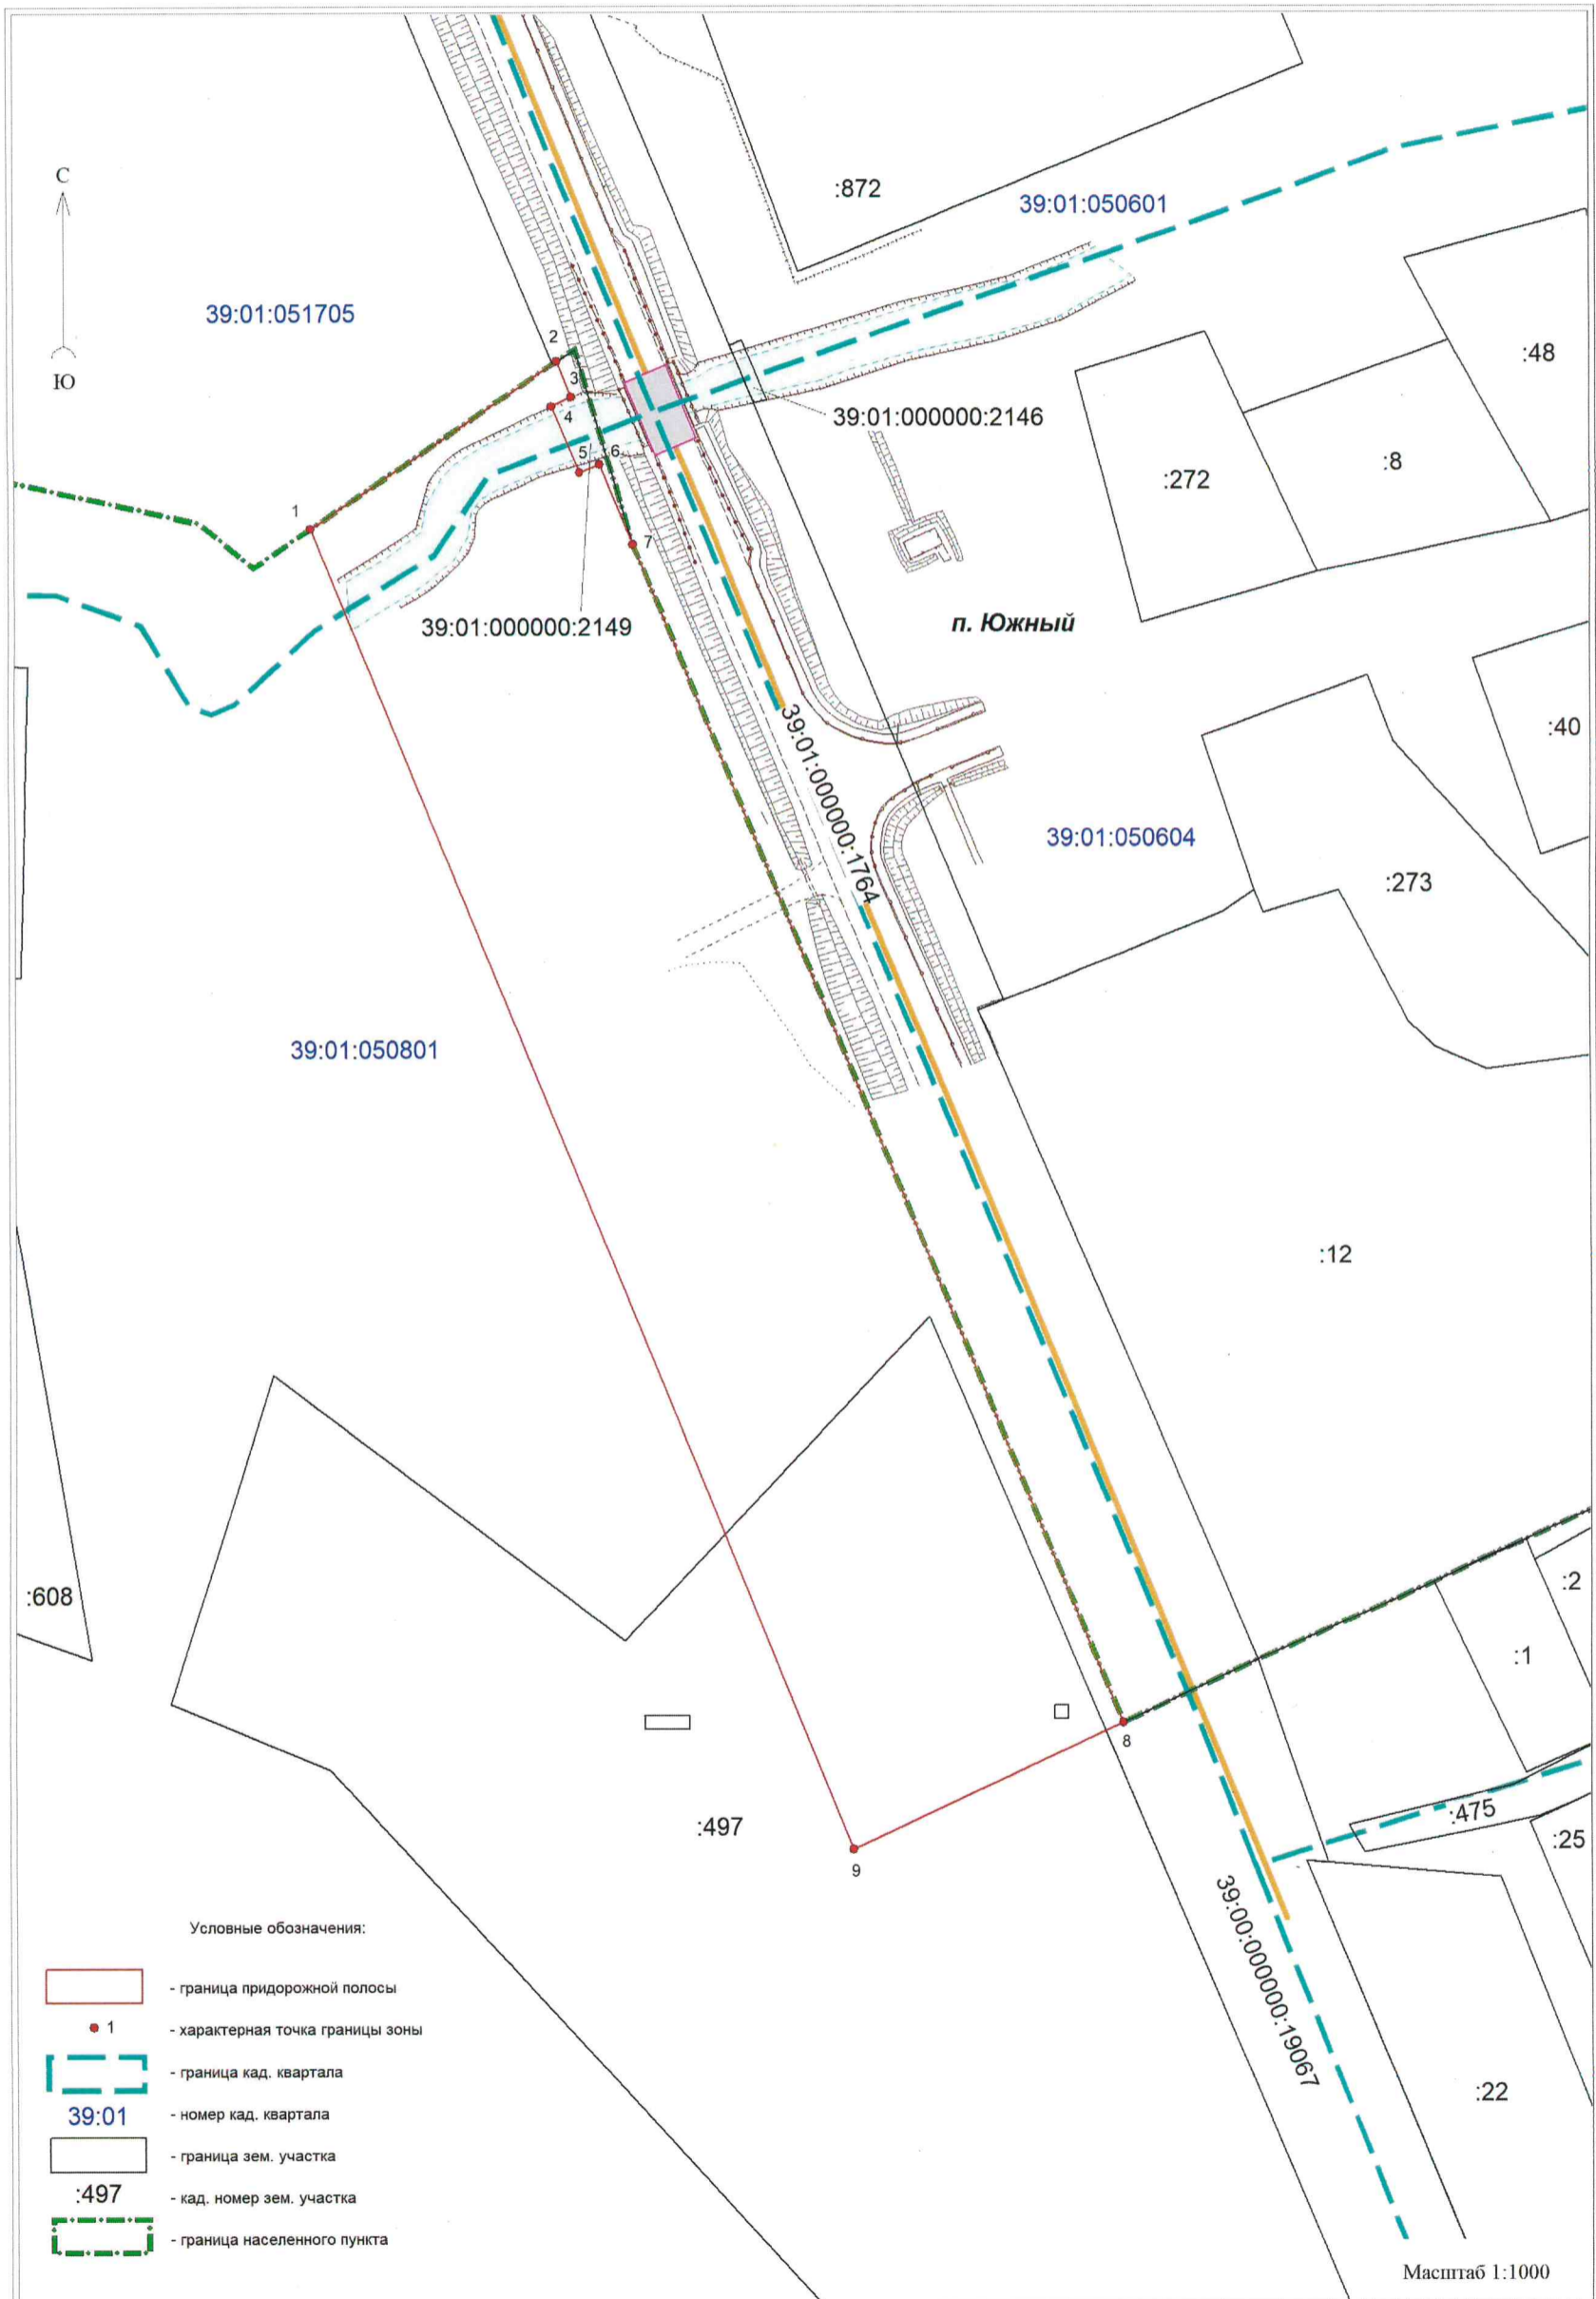 С
Ю
:872
39:01:050601
39:01:051705
:48
2
3
4
39:01:000000:2146
5
6
:8
:272
1
7
39:01:000000:2149
п. Южный
:40
39:01:000000:1764
39:01:050604
:273
39:01:050801
:12
:608
:2
:1
8
:475
:497
:25
9
39:00:000000:19067
:22
Условные обозначения:
- граница придорожной полосы
1 - характерная точка границы зоны
- граница кад. квартала
39:01 - номер кад. квартала
- граница зем. участка
:497 - кад. номер зем. участка
- граница населенного пункта
Масштаб 1:1000